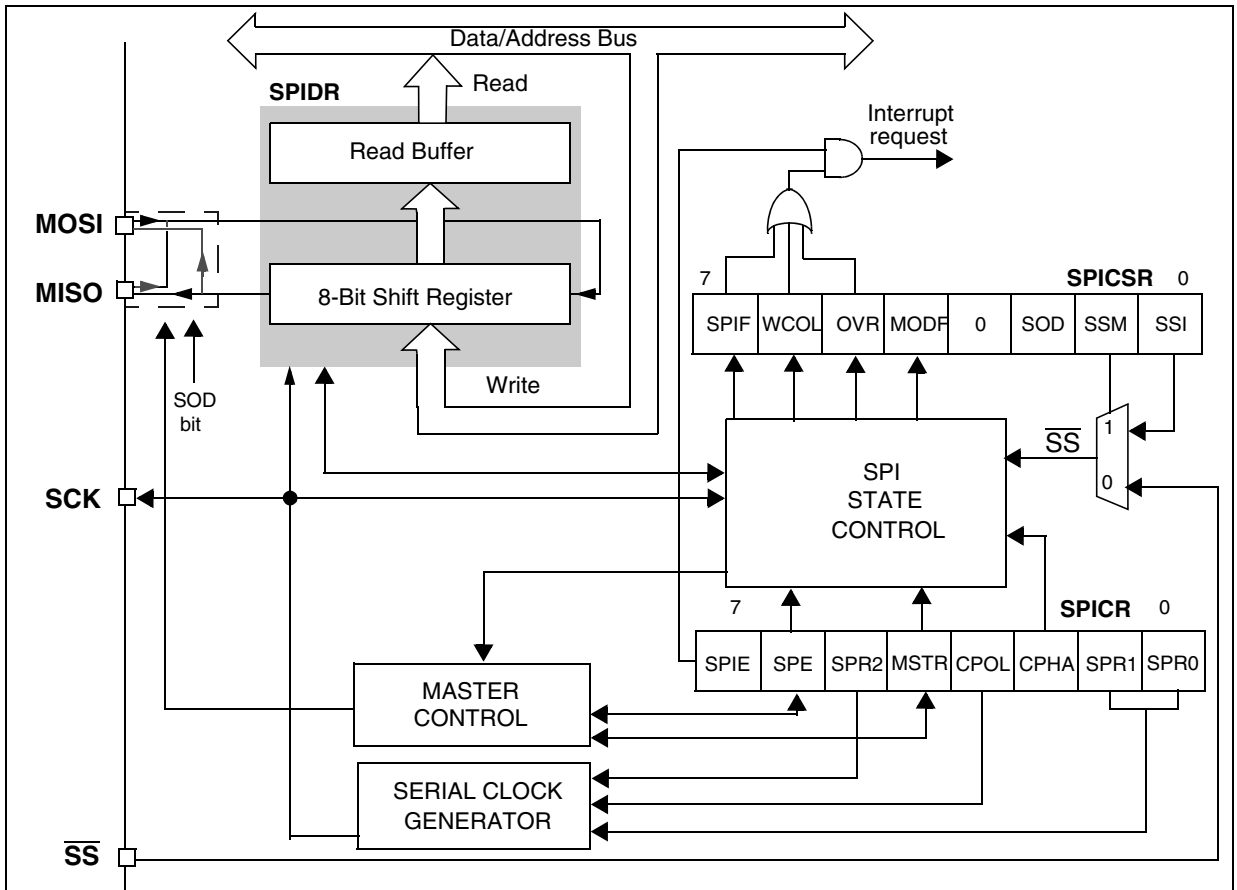 Data/Address Bus
SPIDR
Read
Read Buffer
Interrupt
request
MOSI
MISO
8-Bit Shift Register
7
SPICSR
0
SPIF
WCOL
OVR
MODF
0
SOD
SSM
SSI
Write
SOD
bit
1
SS
0
SCK
SPI
STATE
CONTROL
7
SPICR
0
SPIE
SPE
SPR2
MSTR
CPOL
CPHA
SPR1
SPR0
MASTER
CONTROL
SERIAL CLOCK
GENERATOR
SS